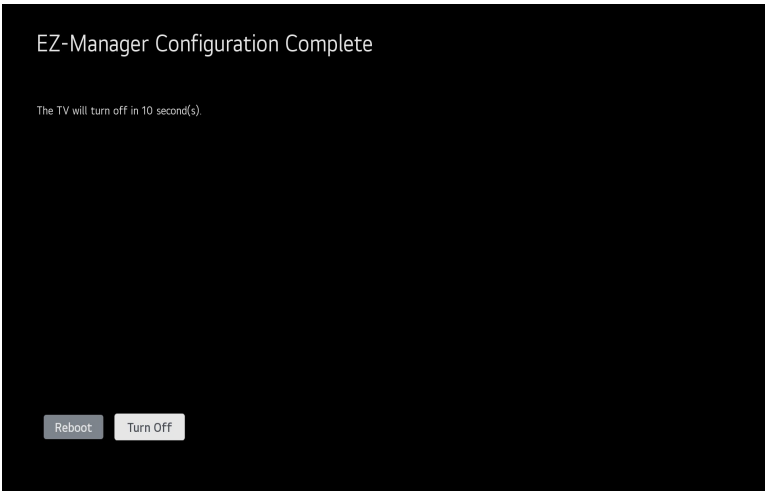 EZ-Manager Configuration Complete
The TV will turn off in 10 second(s).
Reboot
Turn Off